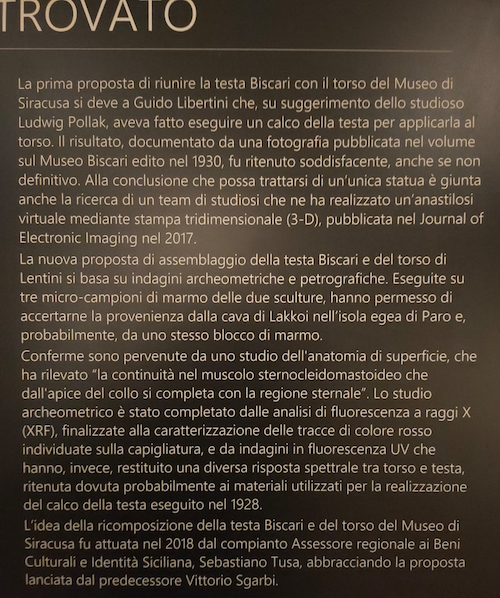 TROVATO
La prima proposta di riunire la testa Biscari con il torso del Museo di
Siracusa si deve a Guido Libertini che, su suggerimento dello studioso
Ludwig Pollak, aveva fatto eseguire un calco della testa per applicarla al
torso. Il risultato, documentato da una fotografia pubblicata nel volume
sul Museo Biscari edito nel 1930, fu ritenuto soddisfacente, anche se non
definitivo. Alla conclusione che possa trattarsi di un'unica statua è giunta
anche la ricerca di un team di studiosi che ne ha realizzato un'anastilosi
virtuale mediante stampa tridimensionale (3-D), pubblicata nel Journal of
Electronic Imaging nel 2017.
La nuova proposta di assemblaggio della testa Biscari e del torso di
Lentini si basa su indagini archeometriche e petrografiche. Eseguite su
tre micro-campioni di marmo delle due sculture, hanno permesso di
accertarne la provenienza dalla cava di Lakkoi nell'isola egea di Paro e,
probabilmente, da uno stesso blocco di marmo.
Conferme sono pervenute da uno studio dell'anatomia di superficie, che
ha rilevato "la continuità nel muscolo sternocleidomastoideo che
dall'apice del collo si completa con la regione sternale". Lo studio
archeometrico è stato completato dalle analisi di fluorescenza a raggi X
(XRF), finalizzate alla caratterizzazione delle tracce di colore rosso
individuate sulla capigliatura, e da indagini in fluorescenza UV che
hanno, invece, restituito una diversa risposta spettrale tra torso e testa,
ritenuta dovuta probabilmente ai materiali utilizzati per la realizzazione
del calco della testa eseguito nel 1928.
L'idea della ricomposizione della testa Biscari e del torso del Museo di
Siracusa fu attuata nel 2018 dal compianto Assessore regionale ai Beni
Culturali e Identità Siciliana, Sebastiano Tusa, abbracciando la proposta
lanciata dal predecessore Vittorio Sgarbi.